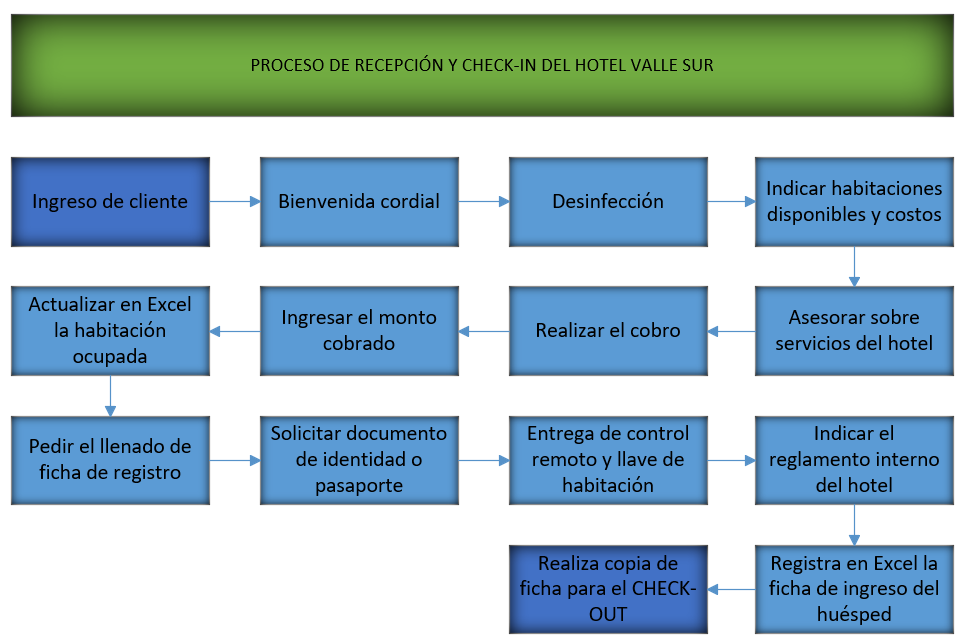 PROCESO DE RECEPCIÓN Y CHECK-IN DEL HOTEL VALLE SUR
Ingreso de cliente
Bienvenida cordial
Desinfección
Indicar habitaciones
disponibles y costos
Asesorar sobre
servicios del hotel
Realizar el cobro
Ingresar el monto
cobrado
Actualizar en Excel
la habitación
ocupada
Pedir el llenado de
ficha de registro
Solicitar documento
de identidad o
pasaporte
Entrega de control
remoto y llave de
habitación
Indicar el
reglamento interno
del hotel
Registra en Excel la
ficha de ingreso del
huésped
Realiza copia de
ficha para el CHECK-
OUT